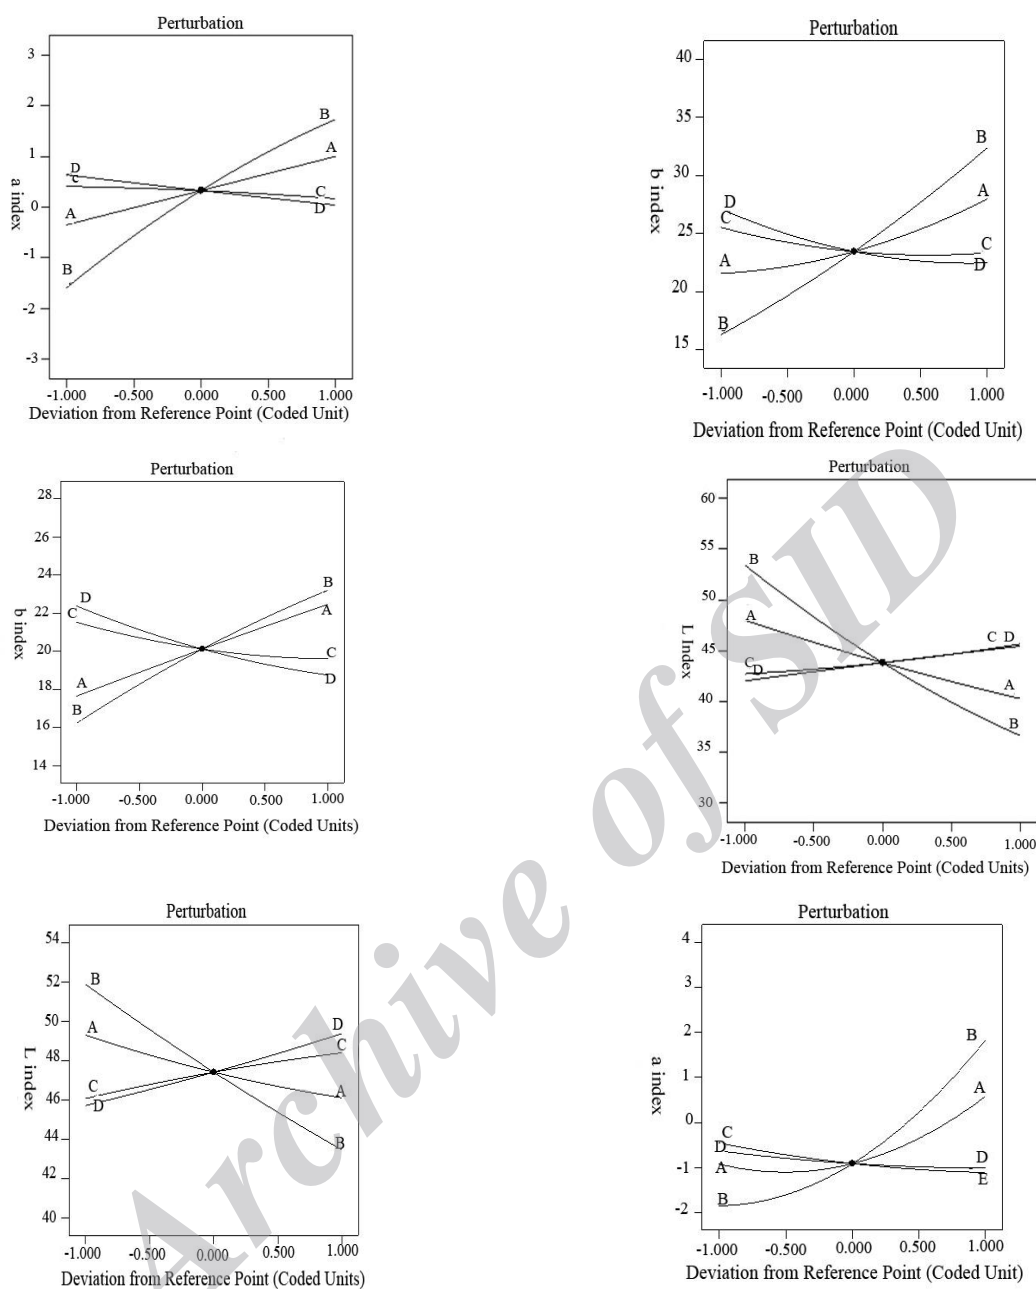 Perturbation
3
2
1
0
-1
-2
-3
a index
B
A
D
C
C
D
A
B
-1.000 -0.500 0.000 0.500 1.000
Deviation from Reference Point (Coded Unit)
Perturbation
40
35
30
25
20
15
b index
B
A
D
C
C
A
D
B
-1.000 -0.500 0.000 0.500 1.000
Deviation from Reference Point (Coded Unit)
Perturbation
28
26
24
22
20
18
16
14
b index
B
D
A
C
C
D
A
B
-1.000 -0.500 0.000 0.500 1.000
Deviation from Reference Point (Coded Units)
Perturbation
60
55
50
45
40
35
30
L Index
B
A
C D
C
D
A
B
-1.000 -0.500 0.000 0.500 1.000
Deviation from Reference Point (Coded Units)
Perturbation
54
52
50
48
46
44
42
40
L index
B
A
D
C
C
A
D
B
-1.000 -0.500 0.000 0.500 1.000
Deviation from Reference Point (Coded Units)
Perturbation
4
3
2
1
0
-1
-2
a index
B
A
C
D
D
A
E
B
-1.000 -0.500 0.000 0.500 1.000
Deviation from Reference Point (Coded Unit)
Archive of SID